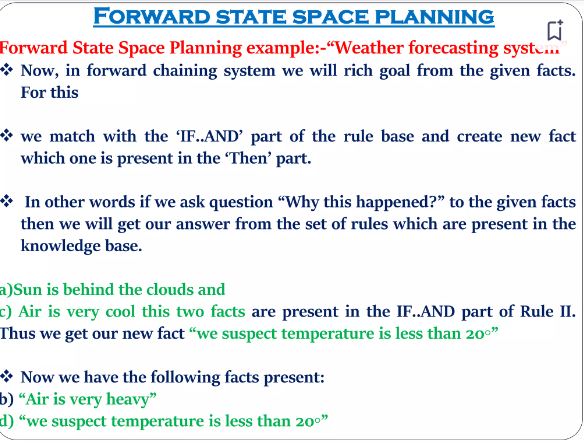 FORWARD STATE SPACE PLANNING
Forward State Space Planning example:-“Weather forecasting
❖ Now, in forward chaining system we will rich goal from the given facts.
For this
❖ we match with the ‘IF..AND’ part of the rule base and create new fact
which one is present in the ‘Then’ part.
❖ In other words if we ask question “Why this happened?” to the given facts
then we will get our answer from the set of rules which are present in the
knowledge base.
a)Sun is behind the clouds and
c) Air is very cool this two facts are present in the IF..AND part of Rule II.
Thus we get our new fact “we suspect temperature is less than 20°”
❖ Now we have the following facts present:
b) “Air is very heavy”
d) “we suspect temperature is less than 20°”